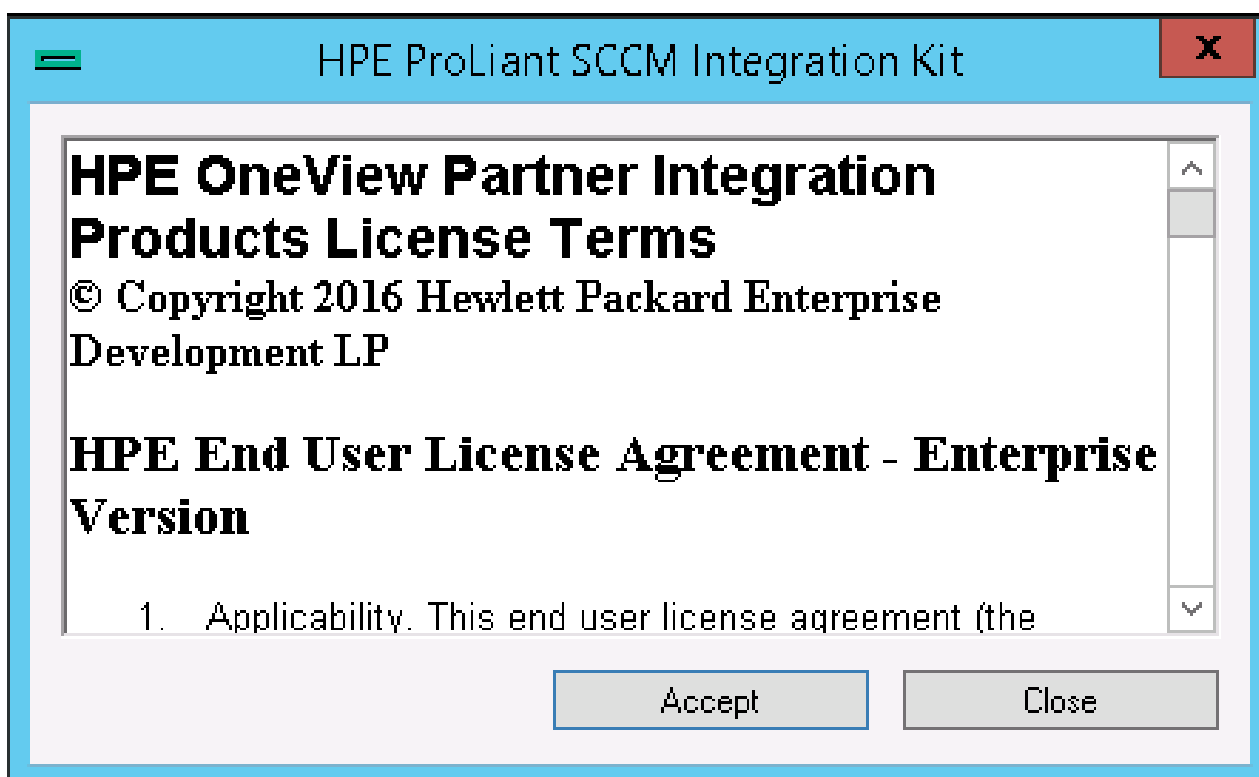 HPE ProLiant SCCM Integration Kit
x
HPE OneView Partner Integration
Products License Terms
© Copyright 2016 Hewlett Packard Enterprise
Development LP
HPE End User License Agreement - Enterprise
Version
1. Applicability. This end user license agreement (the
Accept Close